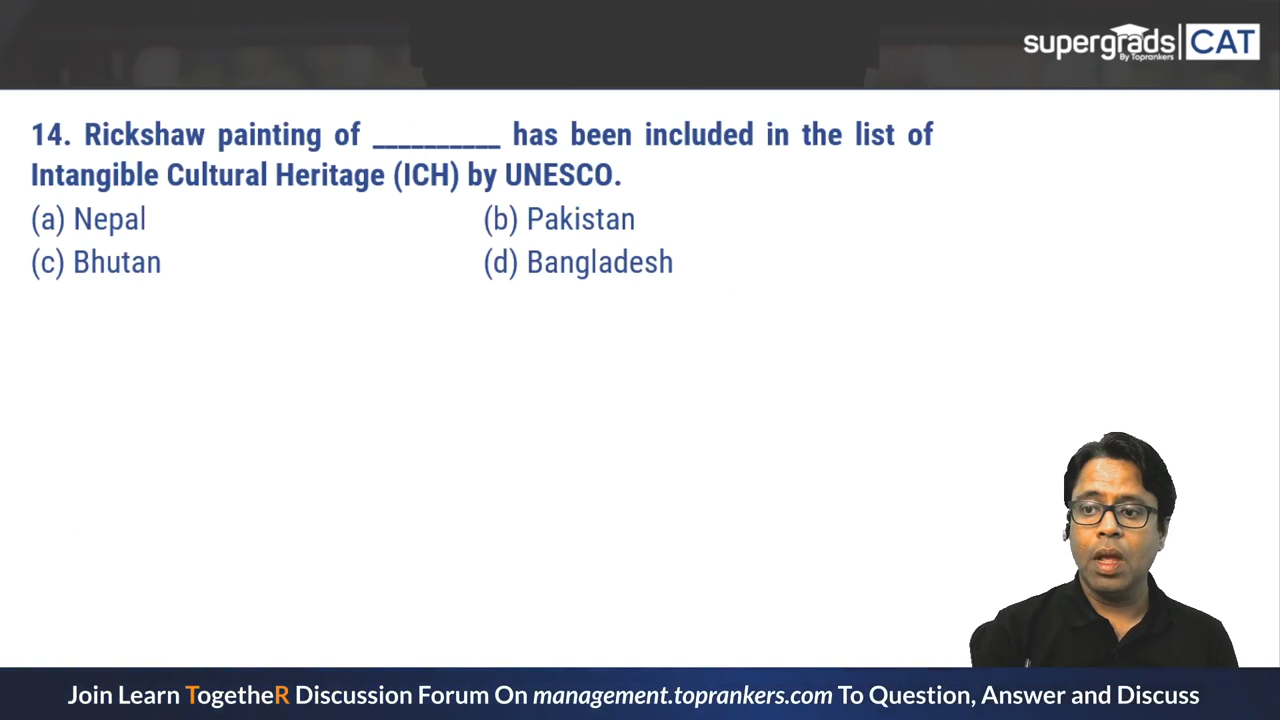 supergrads CAT
By Toprankers
14. Rickshaw painting of __________ has been included in the list of
Intangible Cultural Heritage (ICH) by UNESCO.
(a) Nepal (b) Pakistan
(c) Bhutan (d) Bangladesh
Join Learn TogetheR Discussion Forum On management.toprankers.com To Question, Answer and Discuss